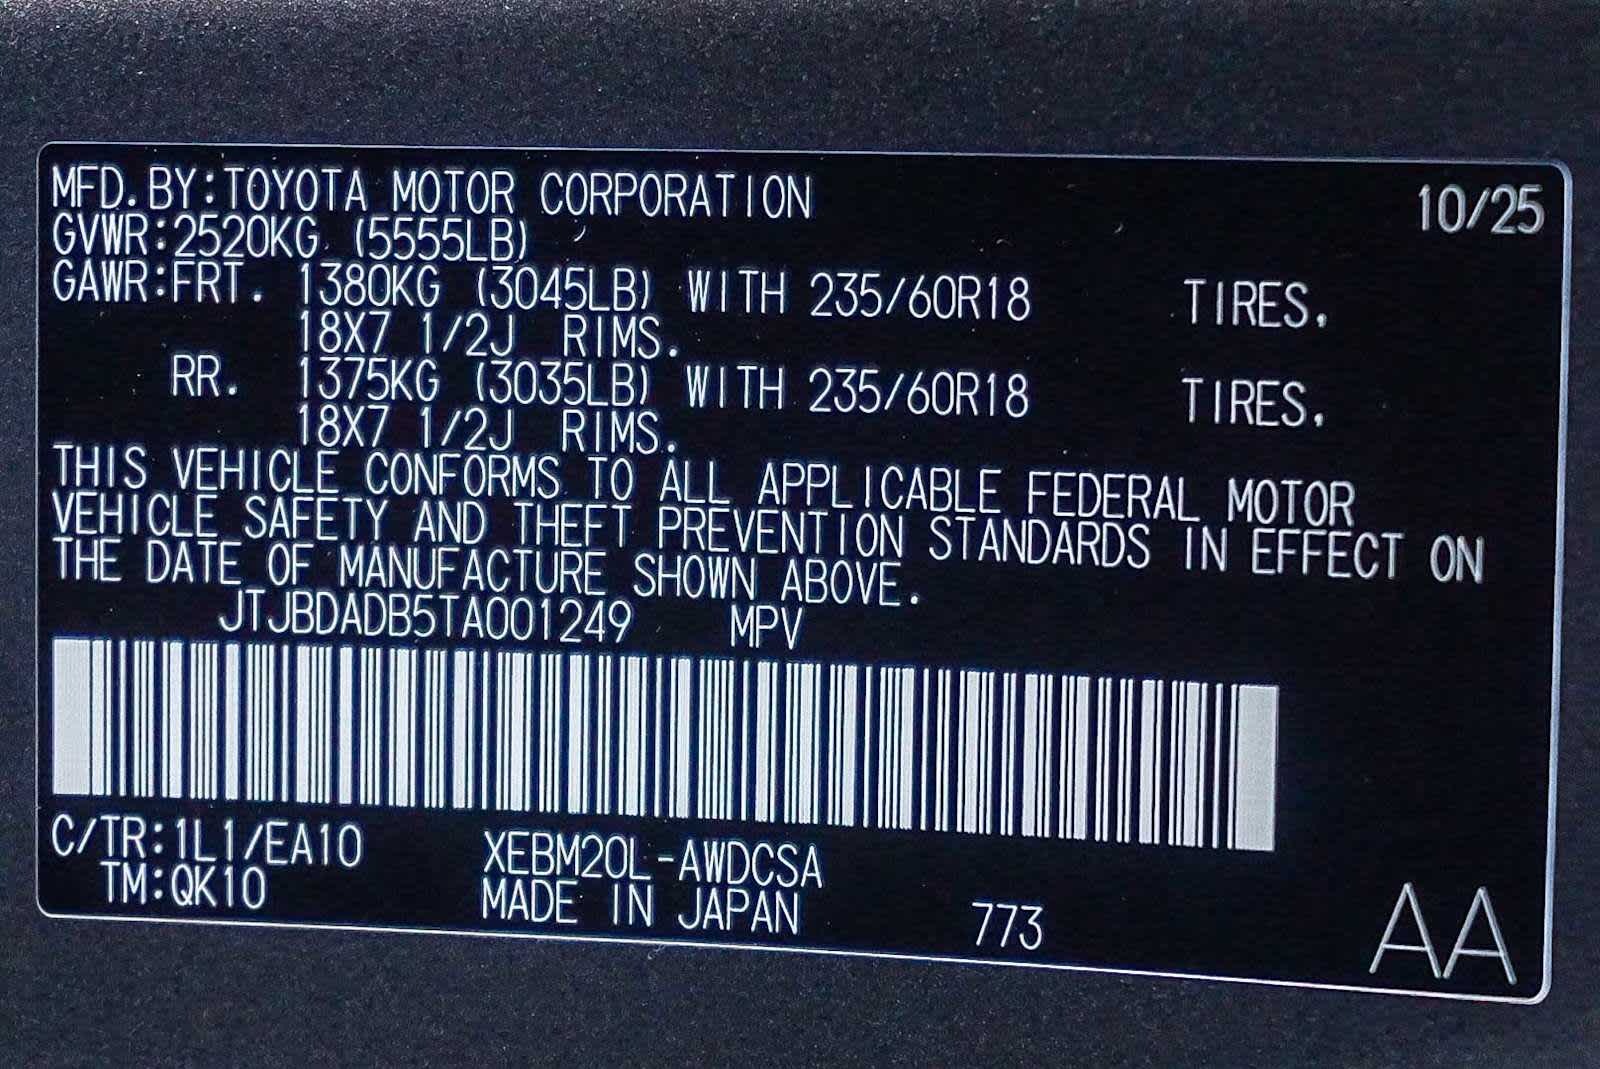 MFD.BY:TOYOTA MOTOR CORPORATION 10/25
GVWR:2520KG (5555LB)
GAWR:FRT. 1380KG (3045LB) WITH 235/60R18 TIRES,
18X7 1/2J RIMS.
RR. 1375KG (3035LB) WITH 235/60R18 TIRES,
18X7 1/2J RIMS.
THIS VEHICLE CONFORMS TO ALL APPLICABLE FEDERAL MOTOR
VEHICLE SAFETY AND THEFT PREVENTION STANDARDS IN EFFECT ON
THE DATE OF MANUFACTURE SHOWN ABOVE.
JTJBDADB5TA001249 MPV
C/TR:1L1/EA10 XEBM20L-AWDCSA
TM:QK10 MADE IN JAPAN 773 AA